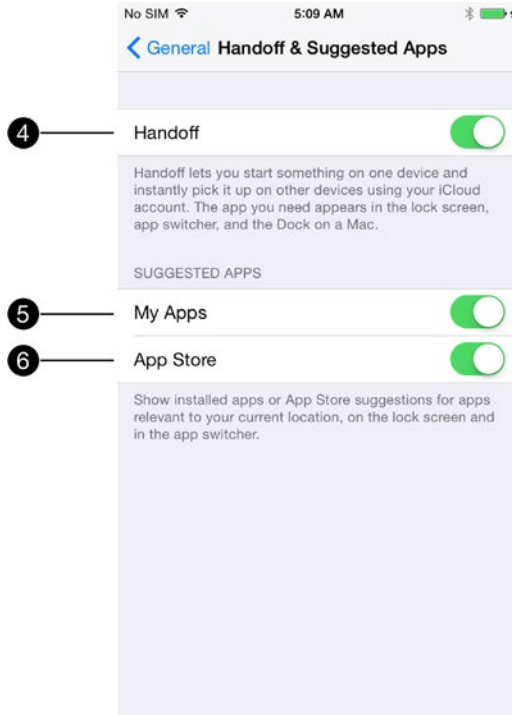 No SIM 5:09 AM
General Handoff & Suggested Apps
4 Handoff
Handoff lets you start something on one device and
instantly pick it up on other devices using your iCloud
account. The app you need appears in the lock screen,
app switcher, and the Dock on a Mac.
SUGGESTED APPS
5 My Apps
6 App Store
Show installed apps or App Store suggestions for apps
relevant to your current location, on the lock screen and
in the app switcher.